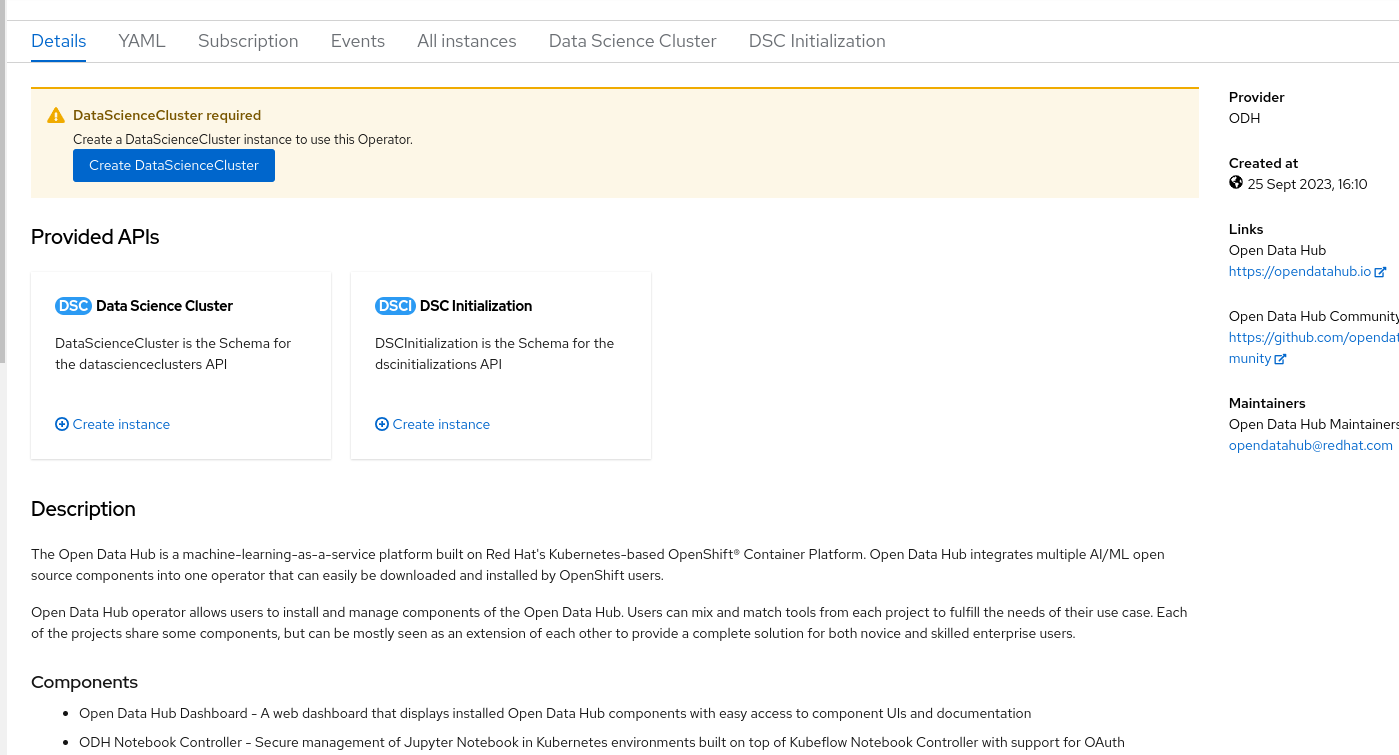 Details YAML Subscription Events All instances Data Science Cluster DSC Initialization
DataScienceCluster required
Create a DataScienceCluster instance to use this Operator.
Create DataScienceCluster
Provided APIs
DSC Data Science Cluster
DataScienceCluster is the Schema for
the datascienceclusters API
Create instance
DSCI DSC Initialization
DSCInitialization is the Schema for the
dscinitializations API
Create instance
Description
The Open Data Hub is a machine-learning-as-a-service platform built on Red Hat's Kubernetes-based OpenShift® Container Platform. Open Data Hub integrates multiple AI/ML open
source components into one operator that can easily be downloaded and installed by OpenShift users.
Open Data Hub operator allows users to install and manage components of the Open Data Hub. Users can mix and match tools from each project to fulfill the needs of their use case. Each
of the projects share some components, but can be mostly seen as an extension of each other to provide a complete solution for both novice and skilled enterprise users.
Components
• Open Data Hub Dashboard - A web dashboard that displays installed Open Data Hub components with easy access to component UIs and documentation
• ODH Notebook Controller - Secure management of Jupyter Notebook in Kubernetes environments built on top of Kubeflow Notebook Controller with support for OAuth
Provider
ODH
Created at
25 Sept 2023, 16:10
Links
Open Data Hub
https://opendatahub.io
Open Data Hub Community
https://github.com/opendat
munity
Maintainers
Open Data Hub Maintainers
opendatahub@redhat.com